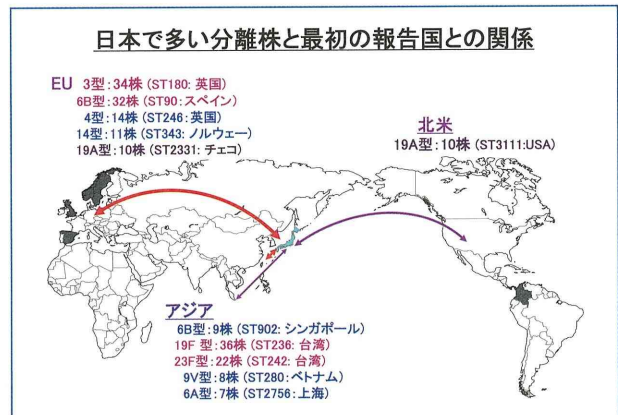 日本で多い分離株と最初の報告国との関係
EU 3型:34株 (ST180: 英国)
6B型:32株 (ST90:スペイン)
4型:14株 (ST246:英国)
14型:11株 (ST343: ノルウェー)
19A型:10株 (ST2331: チェコ)
北米
19A型:10株 (ST3111:USA)
アジア
6B型:9株 (ST902: シンガポール)
19F 型:36株 (ST236: 台湾)
23F型:22株 (ST242: 台湾)
9V型:8株 (ST280:ベトナム)
6A型:7株 (ST2756:上海)